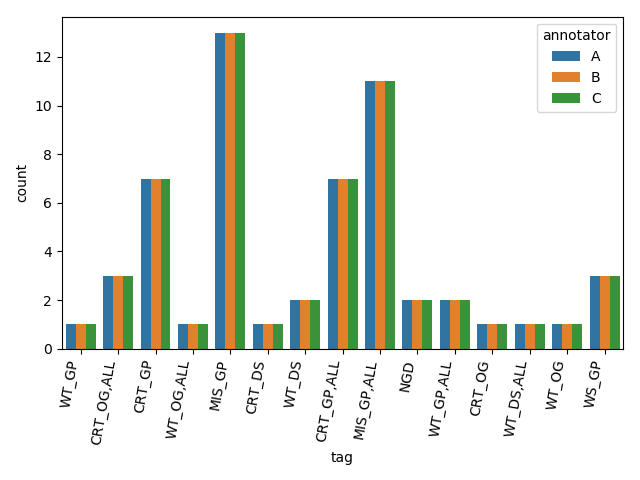 annotator
A
B
C
count
12
10
8
6
4
2
0
WT_GP
CRT_OG,ALL
CRT_GP
WT_OG,ALL
MIS_GP
CRT_DS
WT_DS
CRT_GP,ALL
MIS_GP,ALL
NGD
WT_GP,ALL
CRT_OG
WT_DS,ALL
WT_OG
WS_GP
tag